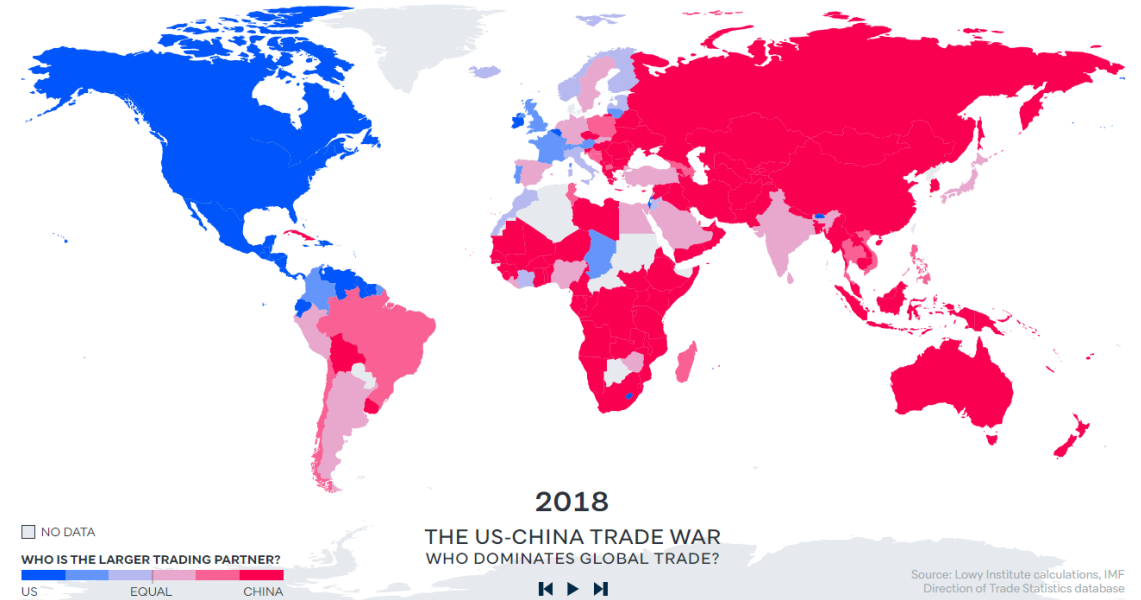 2018
THE US-CHINA TRADE WAR
WHO DOMINATES GLOBAL TRADE?
NO DATA
WHO IS THE LARGER TRADING PARTNER?
US EQUAL CHINA
Source: Lowy Institute calculations, IMF
Direction of Trade Statistics database